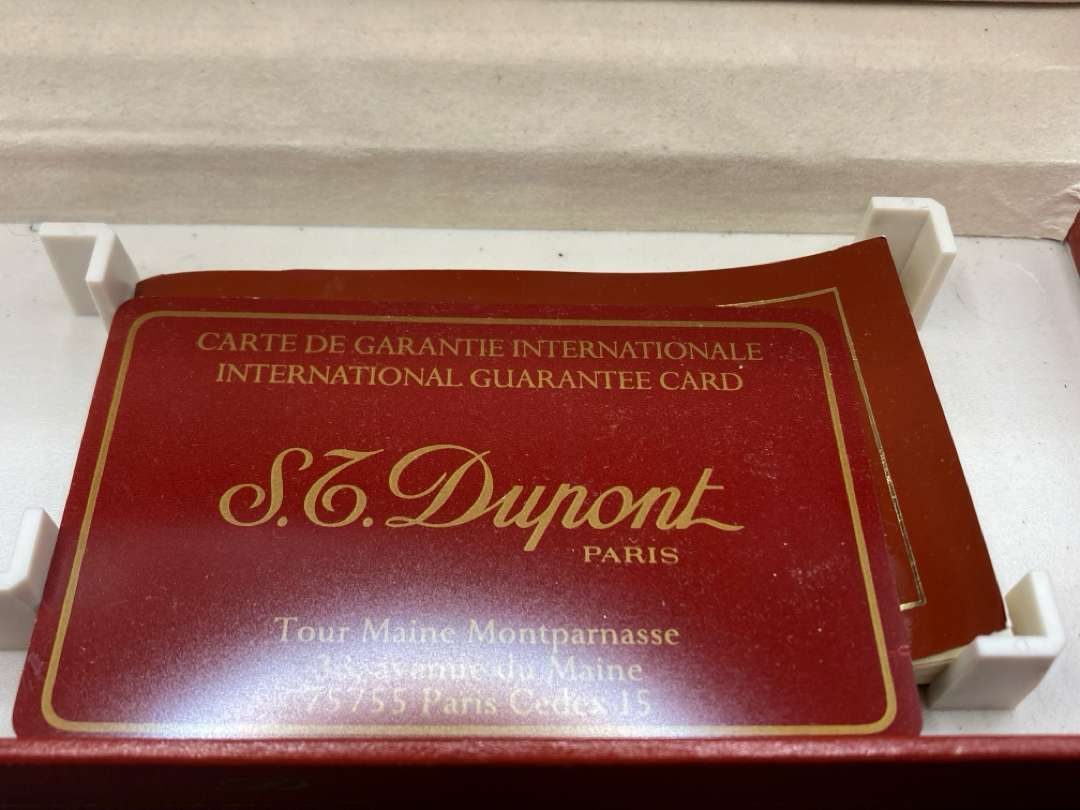 CARTE DE GARANTIE INTERNATIONALE
INTERNATIONAL GUARANTEE CARD
S.T. Dupont
PARIS
Tour Maine Montparnasse
33, avenue du Maine
75755 Paris Cedex 15